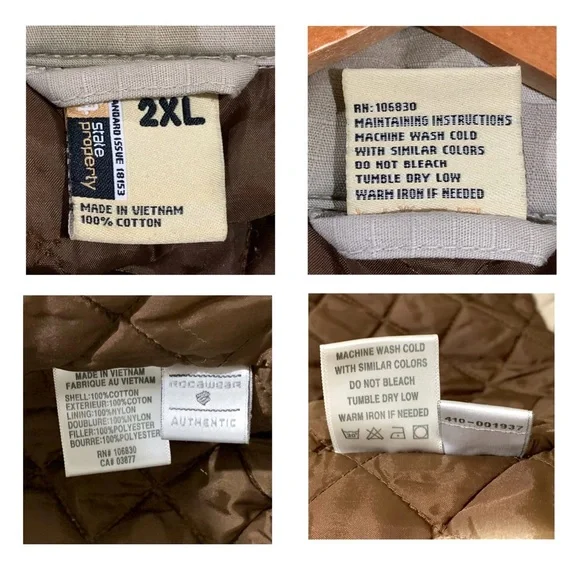 2XL
state
property
STANDARD ISSUE 18153
MADE IN VIETNAM
100% COTTON
RN: 106830
MAINTAINING INSTRUCTIONS
MACHINE WASH COLD
WITH SIMILAR COLORS
DO NOT BLEACH
TUMBLE DRY LOW
WARM IRON IF NEEDED
MADE IN VIETNAM
FABRIQUE AU VIETNAM
SHELL:100%COTTON
EXTERIEUR:100% COTON
LINING:100%NYLON
DOUBLURE:100%NYLON
FILLER:100%POLYESTER
BOURRE:100%POLYESTER
RN# 106830
CA# 03877
rocawear
AUTHENTIC
MACHINE WASH COLD
WITH SIMILAR COLORS
DO NOT BLEACH
TUMBLE DRY LOW
WARM IRON IF NEEDED
410-001937